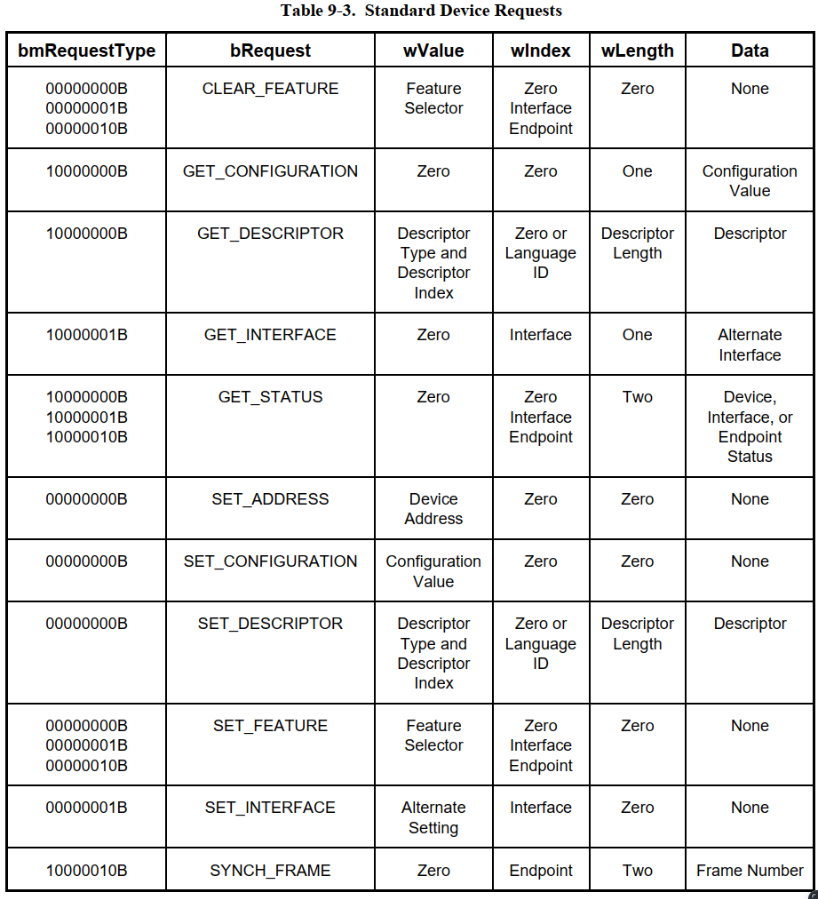 Table 9-3. Standard Device Requests
bmRequestType bRequest wValue wIndex wLength Data
00000000B CLEAR_FEATURE Feature Zero Zero None
00000001B Selector Interface
00000010B Endpoint
10000000B GET_CONFIGURATION Zero Zero One Configuration
Value
10000000B GET_DESCRIPTOR Descriptor Zero or Descriptor Descriptor
Type and Language Length
Descriptor ID
Index
10000001B GET_INTERFACE Zero Interface One Alternate
Interface
10000000B GET_STATUS Zero Zero Two Device,
10000001B Interface Interface, or
10000010B Endpoint Endpoint
Status
00000000B SET_ADDRESS Device Zero Zero None
Address
00000000B SET_CONFIGURATION Configuration Zero Zero None
Value
00000000B SET_DESCRIPTOR Descriptor Zero or Descriptor Descriptor
Type and Language Length
Descriptor ID
Index
00000000B SET_FEATURE Feature Zero Zero None
00000001B Selector Interface
00000010B Endpoint
00000001B SET_INTERFACE Alternate Interface Zero None
Setting
10000010B SYNCH_FRAME Zero Endpoint Two Frame Number